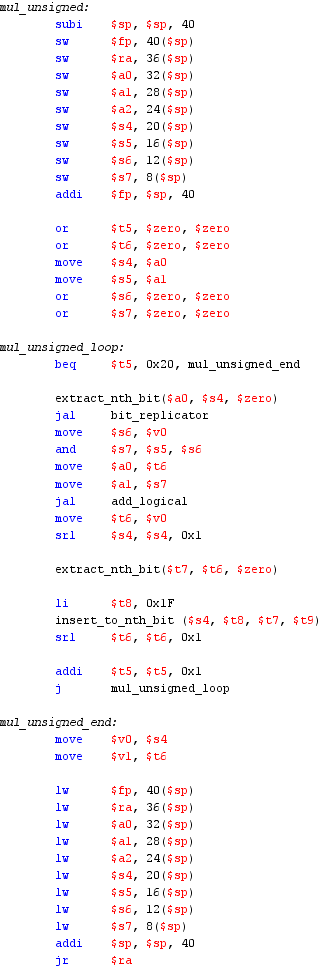 mul_unsigned:
subi $sp, $sp, 40
sw $fp, 40($sp)
sw $ra, 36($sp)
sw $a0, 32($sp)
sw $a1, 28($sp)
sw $a2, 24($sp)
sw $s4, 20($sp)
sw $s5, 16($sp)
sw $s6, 12($sp)
sw $s7, 8($sp)
addi $fp, $sp, 40
or $t5, $zero, $zero
or $t6, $zero, $zero
move $s4, $a0
move $s5, $a1
or $s6, $zero, $zero
or $s7, $zero, $zero
mul_unsigned_loop:
beq $t5, 0x20, mul_unsigned_end
extract_nth_bit($a0, $s4, $zero)
jal bit_replicator
move $s6, $v0
and $s7, $s5, $s6
move $a0, $t6
move $a1, $s7
jal add_logical
move $t6, $v0
srl $s4, $s4, 0x1
extract_nth_bit($t7, $t6, $zero)
li $t8, 0x1F
insert_to_nth_bit ($s4, $t8, $t7, $t9)
srl $t6, $t6, 0x1
addi $t5, $t5, 0x1
j mul_unsigned_loop
mul_unsigned_end:
move $v0, $s4
move $v1, $t6
lw $fp, 40($sp)
lw $ra, 36($sp)
lw $a0, 32($sp)
lw $a1, 28($sp)
lw $a2, 24($sp)
lw $s4, 20($sp)
lw $s5, 16($sp)
lw $s6, 12($sp)
lw $s7, 8($sp)
addi $sp, $sp, 40
jr $ra